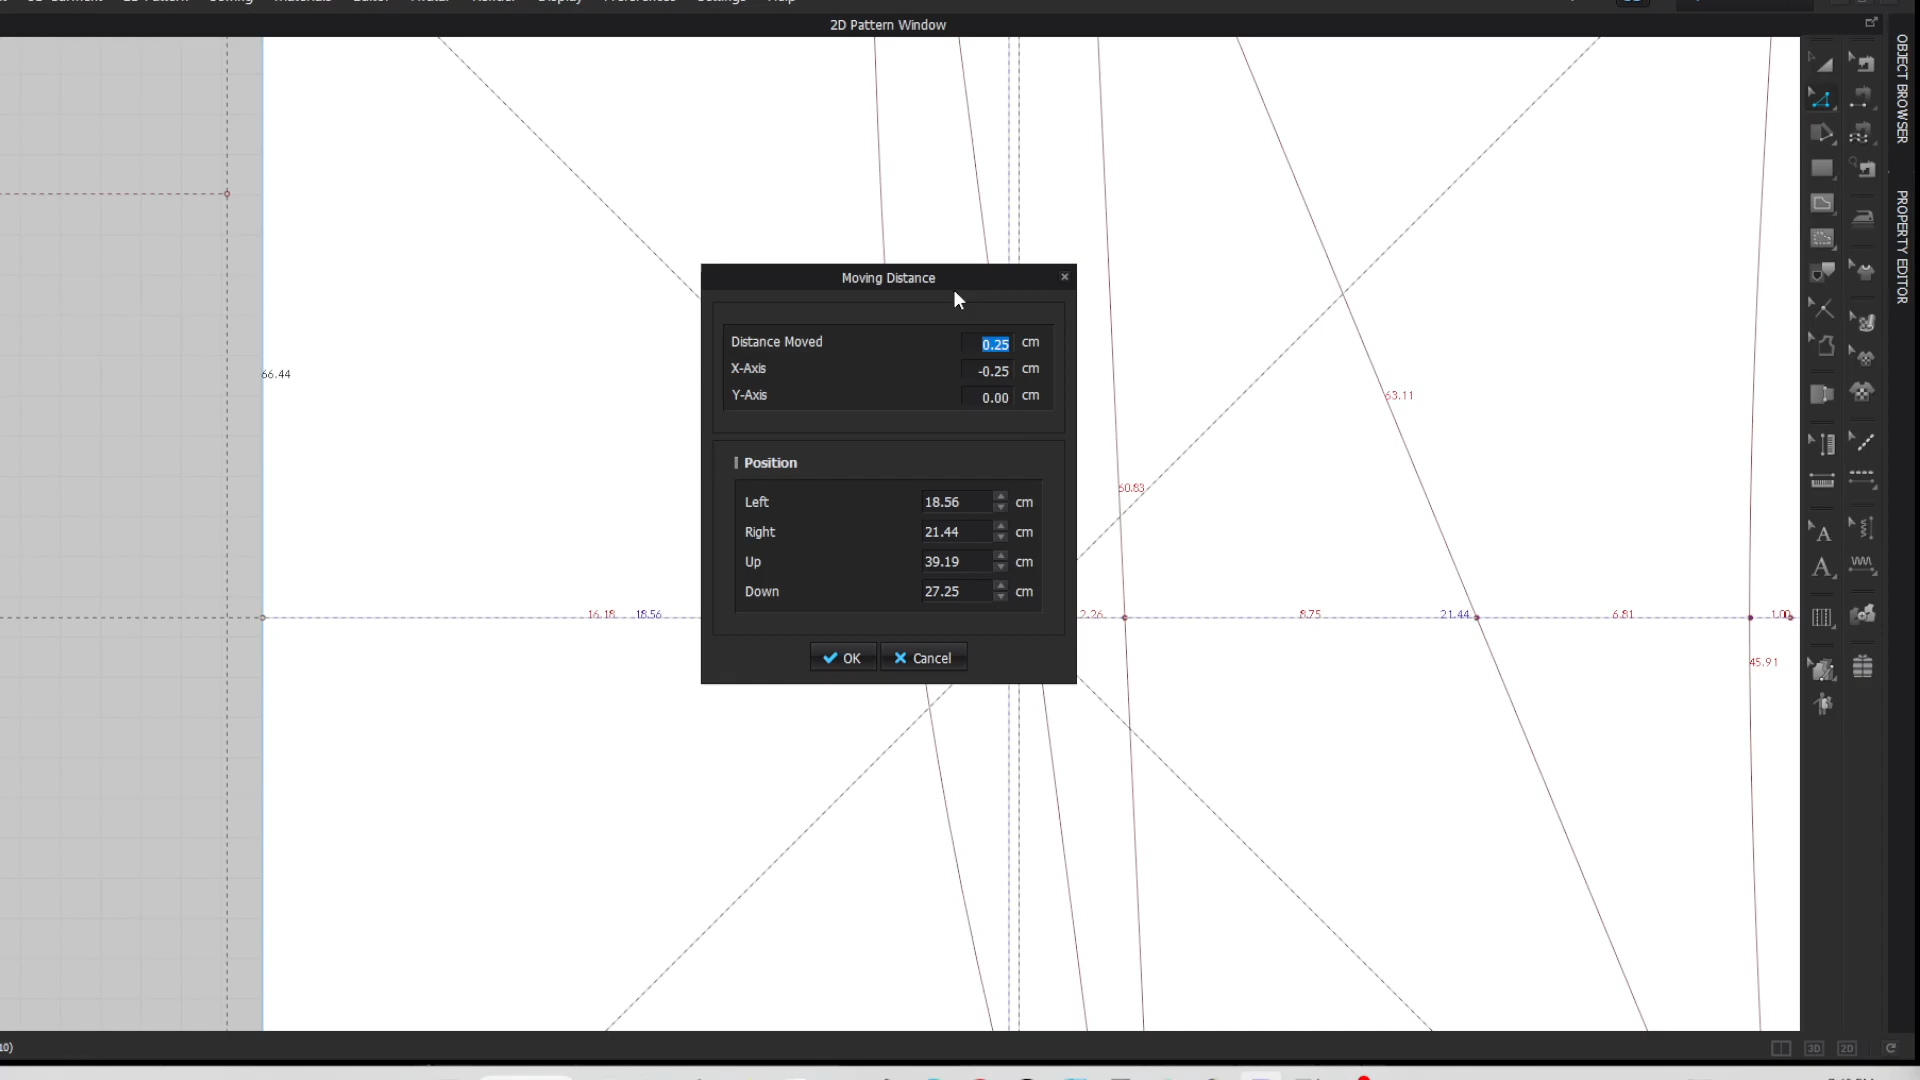 2D Pattern Window
OBJECT BROWSER
PROPERTY EDITOR
Moving Distance
Distance Moved 0.25 cm
X-Axis -0.25 cm
Y-Axis 0.00 cm
66.44
63.11
60.83
Position
Left 18.56 cm
Right 21.44 cm
Up 39.19 cm
Down 27.25 cm
16.18 18.56 2.26 8.75 21.44 6.81 1.00
45.91
OK Cancel
3D 2D